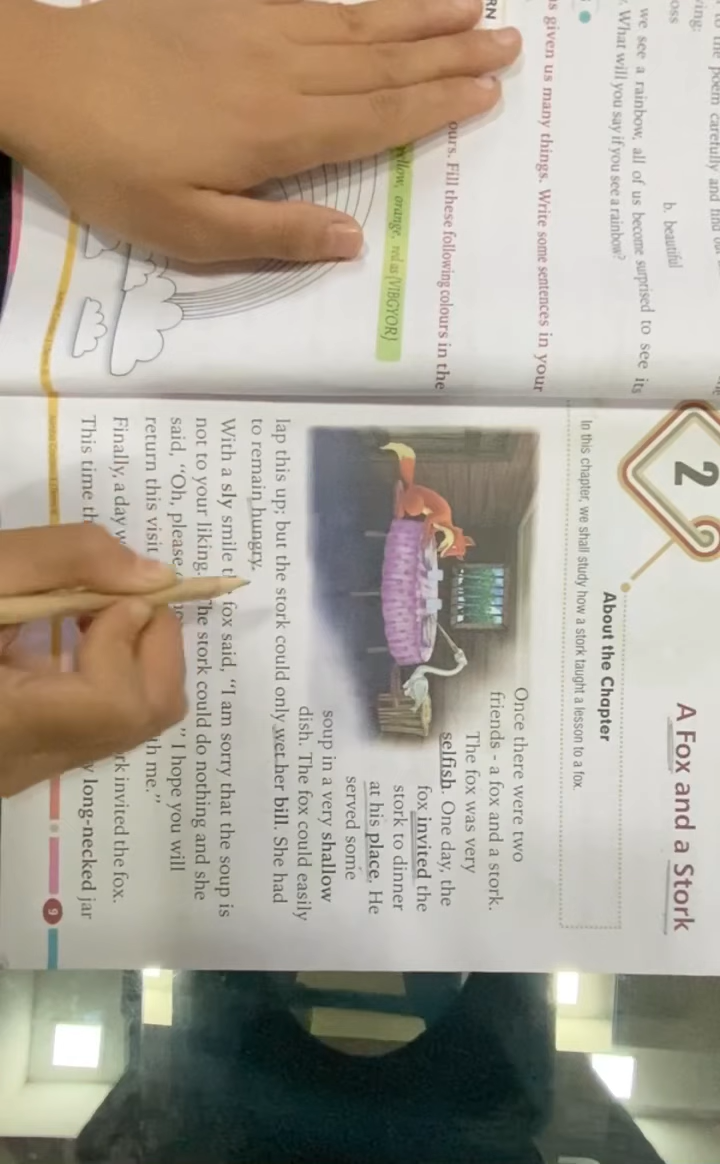 the poem carefully and find
b. beautiful
we see a rainbow, all of us become surprised to see its
What will you say if you see a rainbow?
given us many things. Write some sentences in your
Fill these following colours in the
orange, red as [VIBGYOR]
2
A Fox and a Stork
About the Chapter
In this chapter, we shall study how a stork taught a lesson to a fox.
Once there were two
friends - a fox and a stork.
The fox was very
selfish. One day, the
fox invited the
stork to dinner
at his place. He
served some
soup in a very shallow
dish. The fox could easily
lap this up; but the stork could only wet her bill. She had
to remain hungry.
With a sly smile fox said, "I am sorry that the soup is
not to your liking. The stork could do nothing and she
said, "Oh, please " I hope you will
return this visit me."
Finally, a day invited the fox.
This time long-necked jar
9